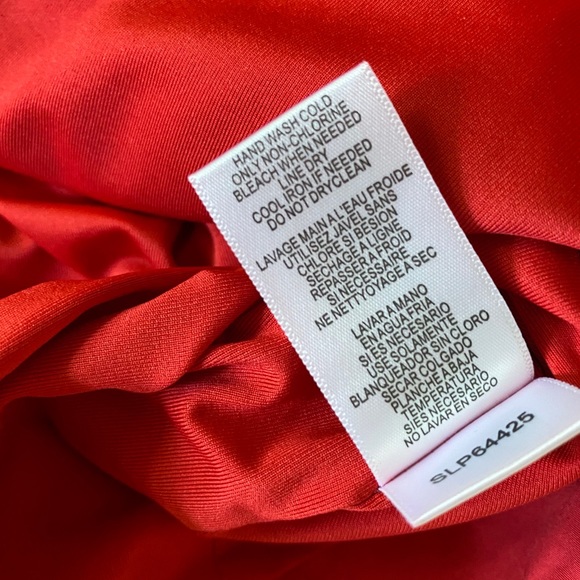 HAND WASH COLD
ONLY NON-CHLORINE
BLEACH WHEN NEEDED
LINE DRY
COOL IRON IF NEEDED
DO NOT DRYCLEAN
LAVAGE MAIN A L'EAU FROIDE
UTILISEZ JAVEL SANS
CHLORE SI BESION
SECHAGE A LIGNE
REPASSER A FROID
SI NECESSAIRE
NE NETTOYAGE Á SEC
LAVAR A MANO
EN AGUA FRIA
SI ES NECESARIO
USE SOLAMENTE
BLANQUEADOR SIN CLORO
SECAR COLGADO
PLANCHE A BAJA
TEMPERATURA
SI ES NECESARIO
NO LAVAR EN SECO
SLP64425